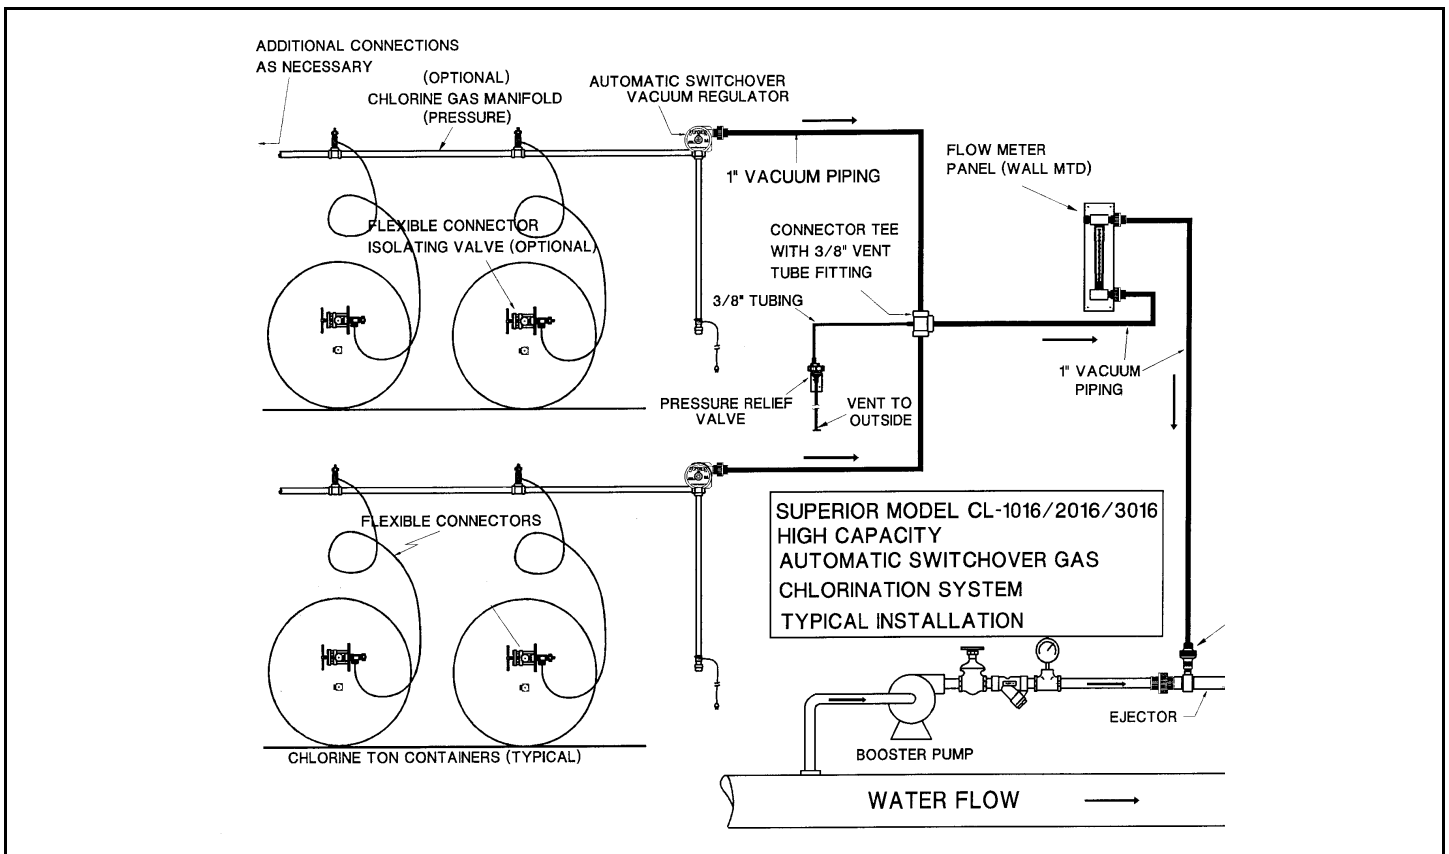 ADDITIONAL CONNECTIONS
AS NECESSARY
(OPTIONAL)
CHLORINE GAS MANIFOLD
(PRESSURE)
AUTOMATIC SWITCHOVER
VACUUM REGULATOR
1" VACUUM PIPING
FLOW METER
PANEL (WALL MTD)
FLEXIBLE CONNECTOR
ISOLATING VALVE (OPTIONAL)
CONNECTOR TEE
WITH 3/8" VENT
TUBE FITTING
3/8" TUBING
1" VACUUM
PIPING
PRESSURE RELIEF
VALVE
VENT TO
OUTSIDE
FLEXIBLE CONNECTORS
SUPERIOR MODEL CL-1016/2016/3016
HIGH CAPACITY
AUTOMATIC SWITCHOVER GAS
CHLORINATION SYSTEM
TYPICAL INSTALLATION
EJECTOR
BOOSTER PUMP
CHLORINE TON CONTAINERS (TYPICAL)
WATER FLOW